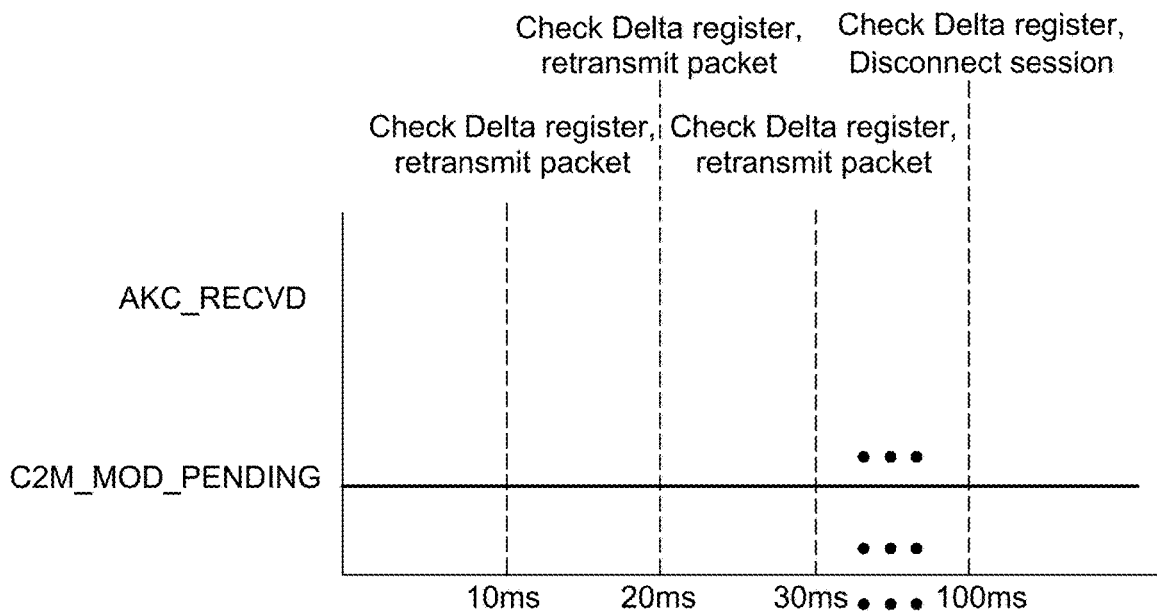 Check Delta register,
retransmit packet
Check Delta register,
Disconnect session
Check Delta register,
retransmit packet
Check Delta register,
retransmit packet
AKC_RECVD
C2M_MOD_PENDING
10ms
20ms
30ms
100ms